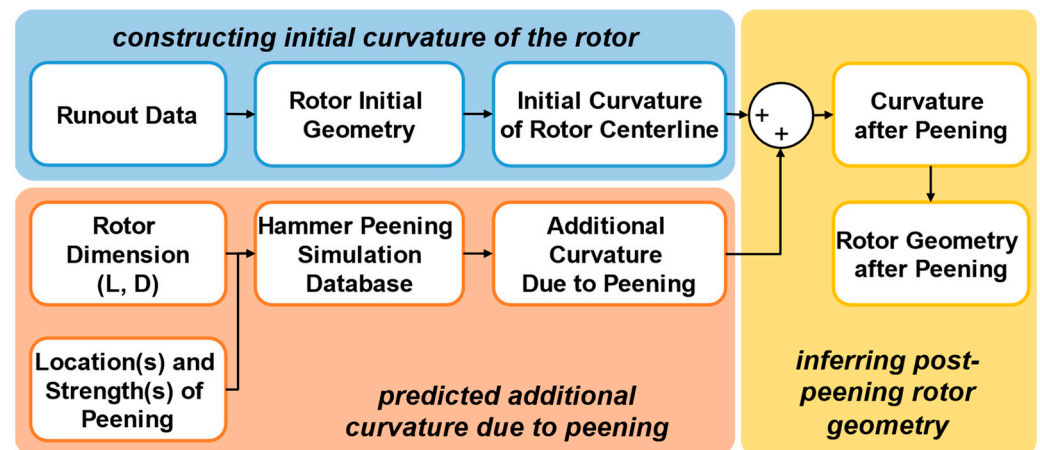 constructing initial curvature of the rotor
Runout Data
Rotor Initial
Geometry
Initial Curvature
of Rotor Centerline
+
+
Curvature
after Peening
Rotor Geometry
after Peening
inferring post-
peening rotor
geometry
Rotor
Dimension
(L, D)
Hammer Peening
Simulation
Database
Additional
Curvature
Due to Peening
Location(s) and
Strength(s) of
Peening
predicted additional
curvature due to peening